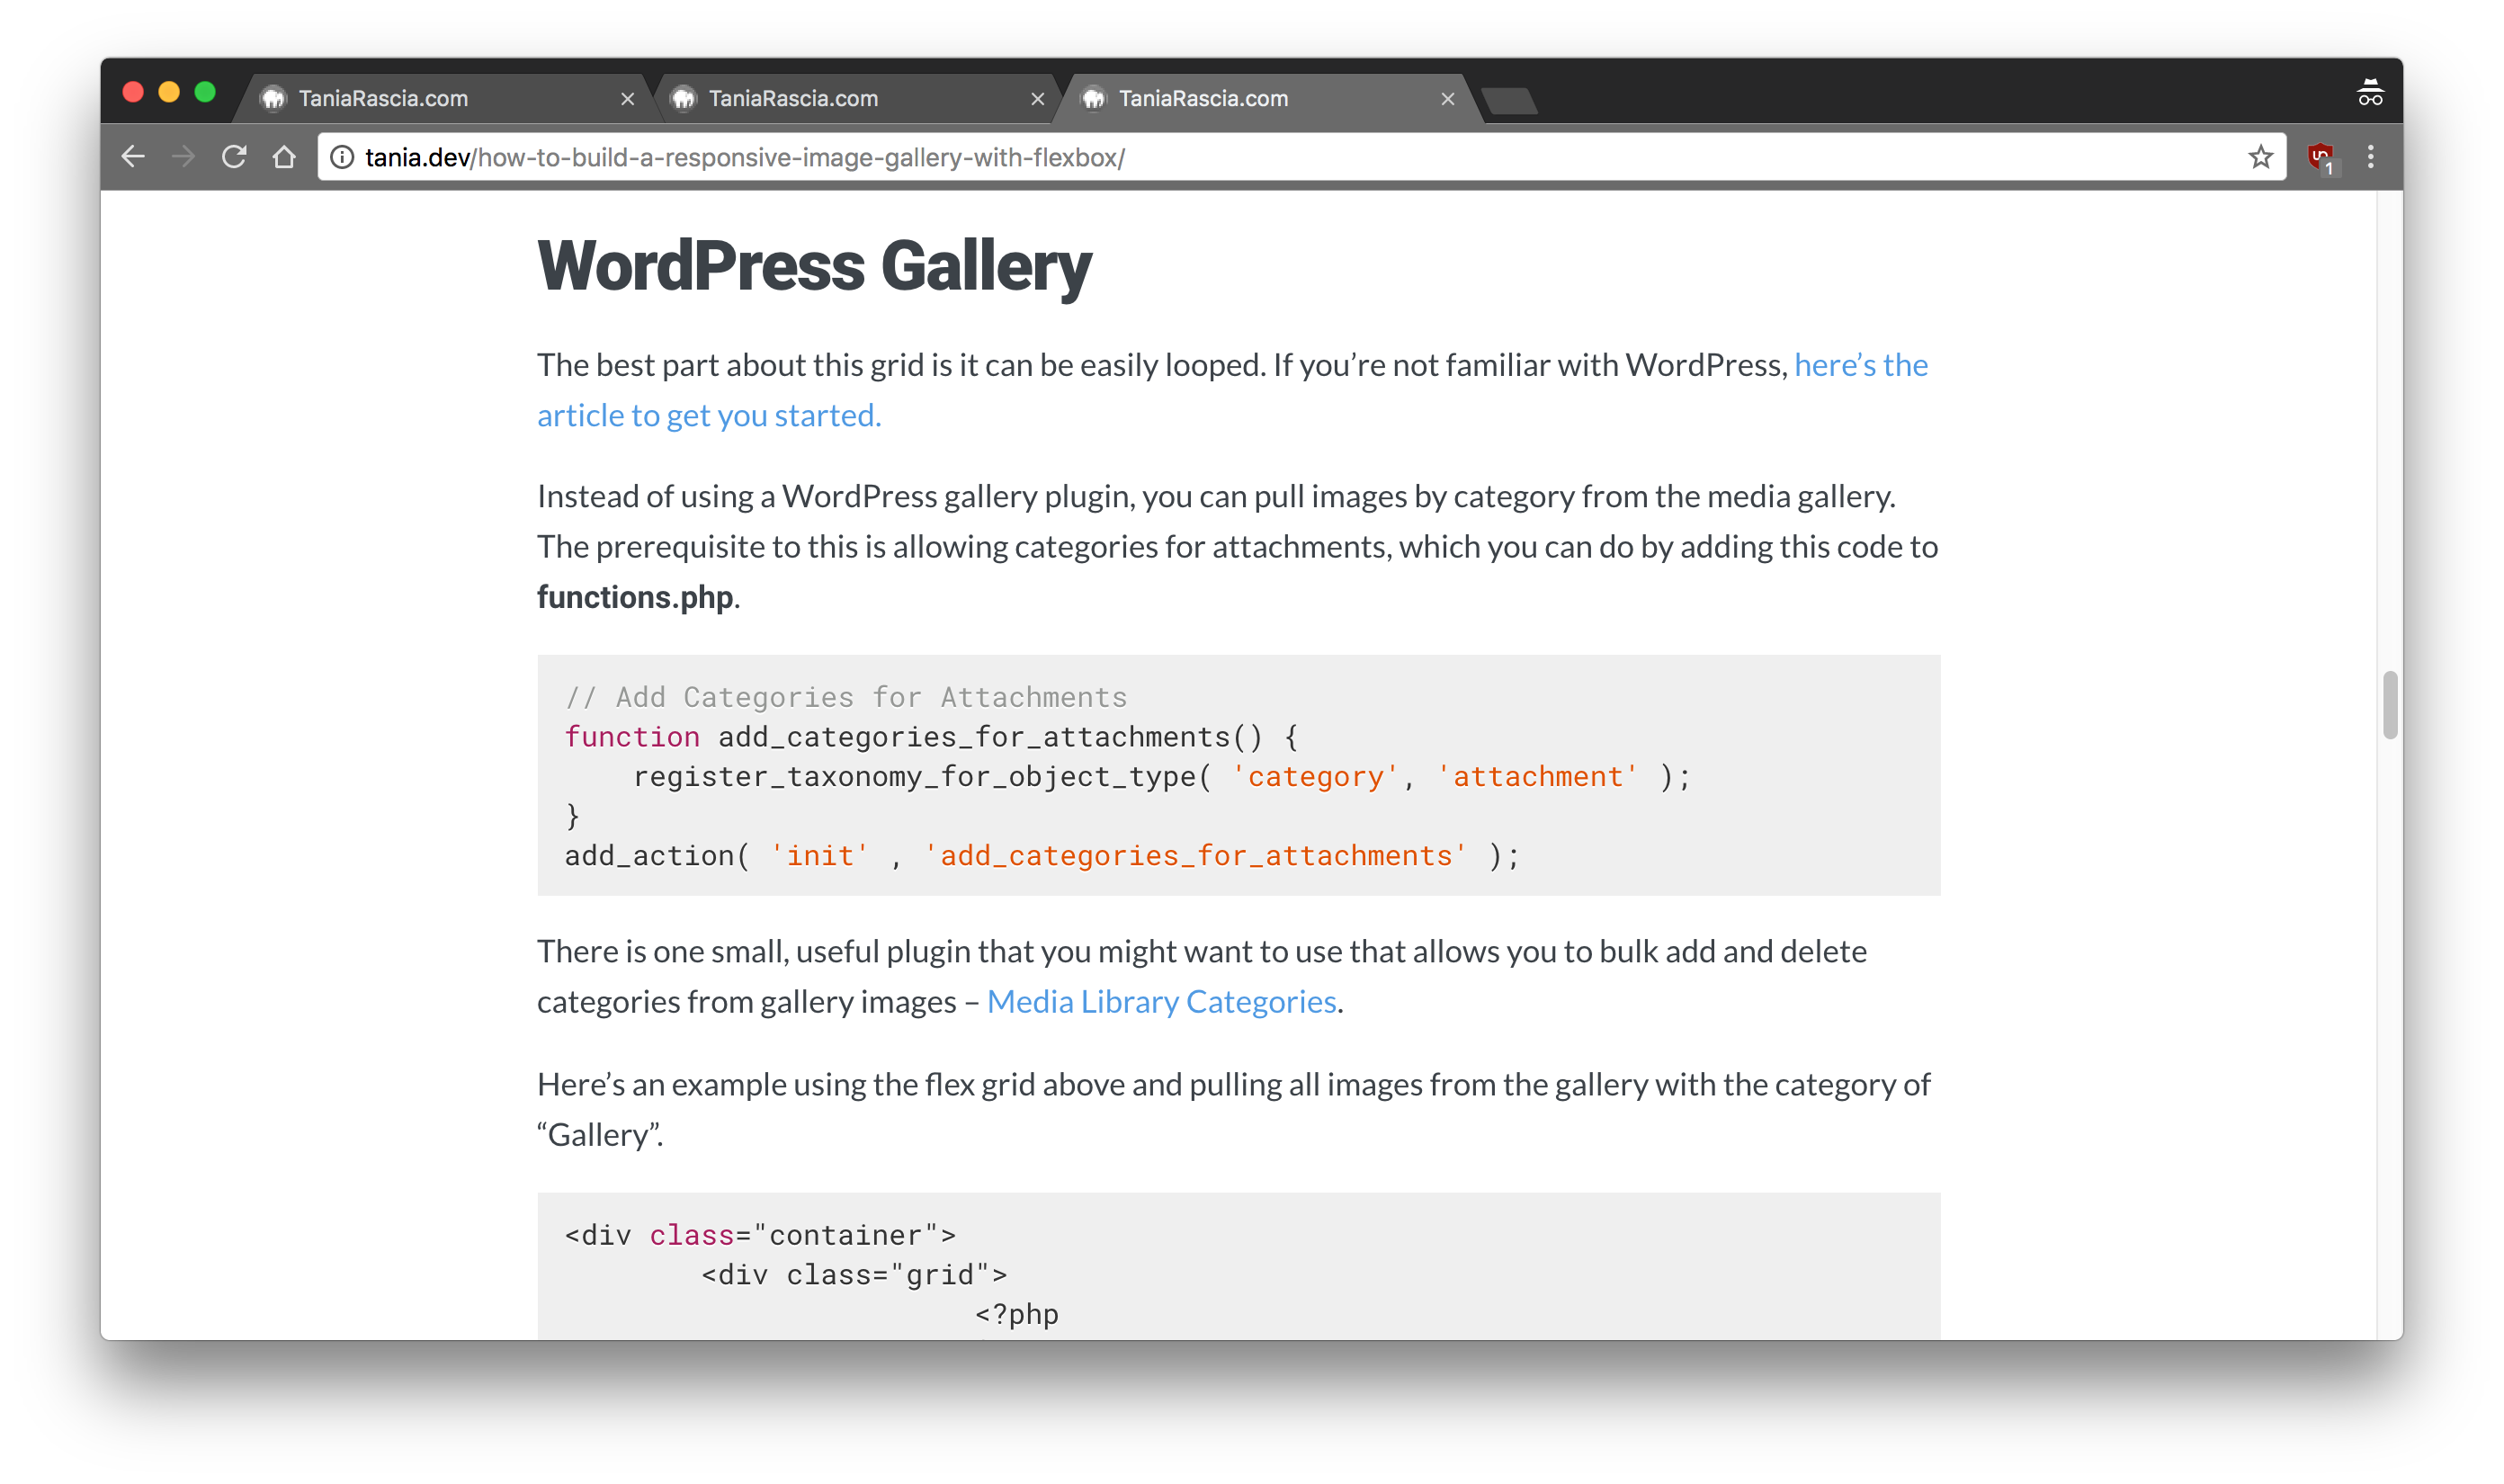 TaniaRascia.com
TaniaRascia.com
TaniaRascia.com
tania.dev/how-to-build-a-responsive-image-gallery-with-flexbox/
1
WordPress Gallery
The best part about this grid is it can be easily looped. If you’re not familiar with WordPress, here’s the
article to get you started.
Instead of using a WordPress gallery plugin, you can pull images by category from the media gallery.
The prerequisite to this is allowing categories for attachments, which you can do by adding this code to
functions.php.
// Add Categories for Attachments
function add_categories_for_attachments() {
    register_taxonomy_for_object_type( 'category', 'attachment' );
}
add_action( 'init' , 'add_categories_for_attachments' );
There is one small, useful plugin that you might want to use that allows you to bulk add and delete
categories from gallery images – Media Library Categories.
Here’s an example using the flex grid above and pulling all images from the gallery with the category of
“Gallery”.
<div class="container">
        <div class="grid">
                        <?php